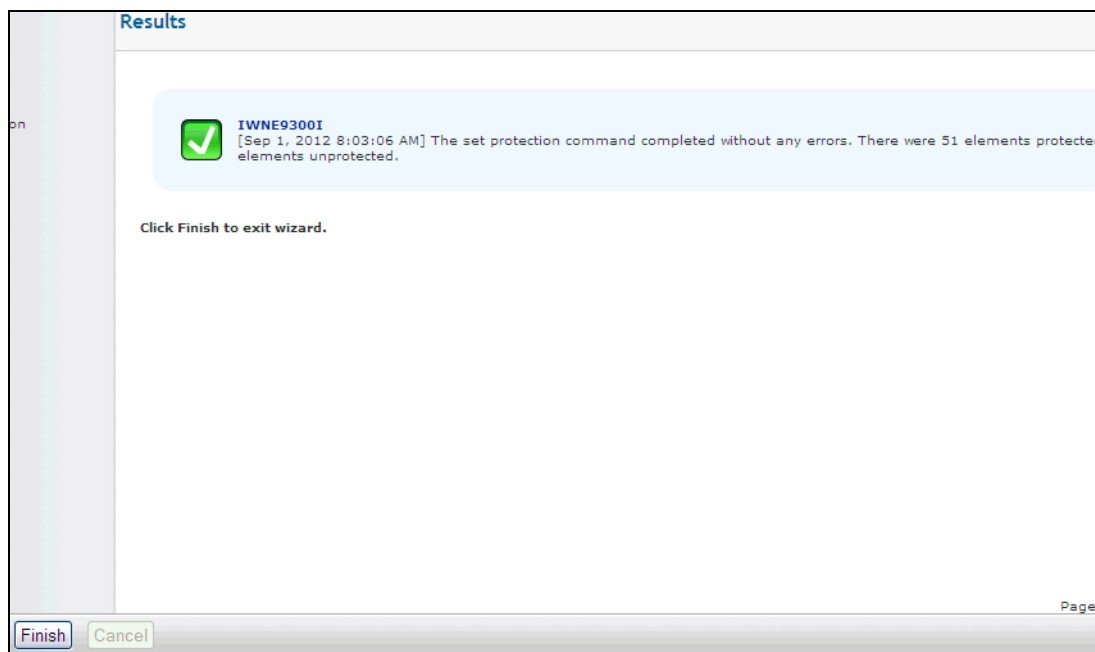 Results
on
IWNE9300I
[Sep 1, 2012 8:03:06 AM] The set protection command completed without any errors. There were 51 elements protecte
elements unprotected.
Click Finish to exit wizard.
Page
Finish Cancel